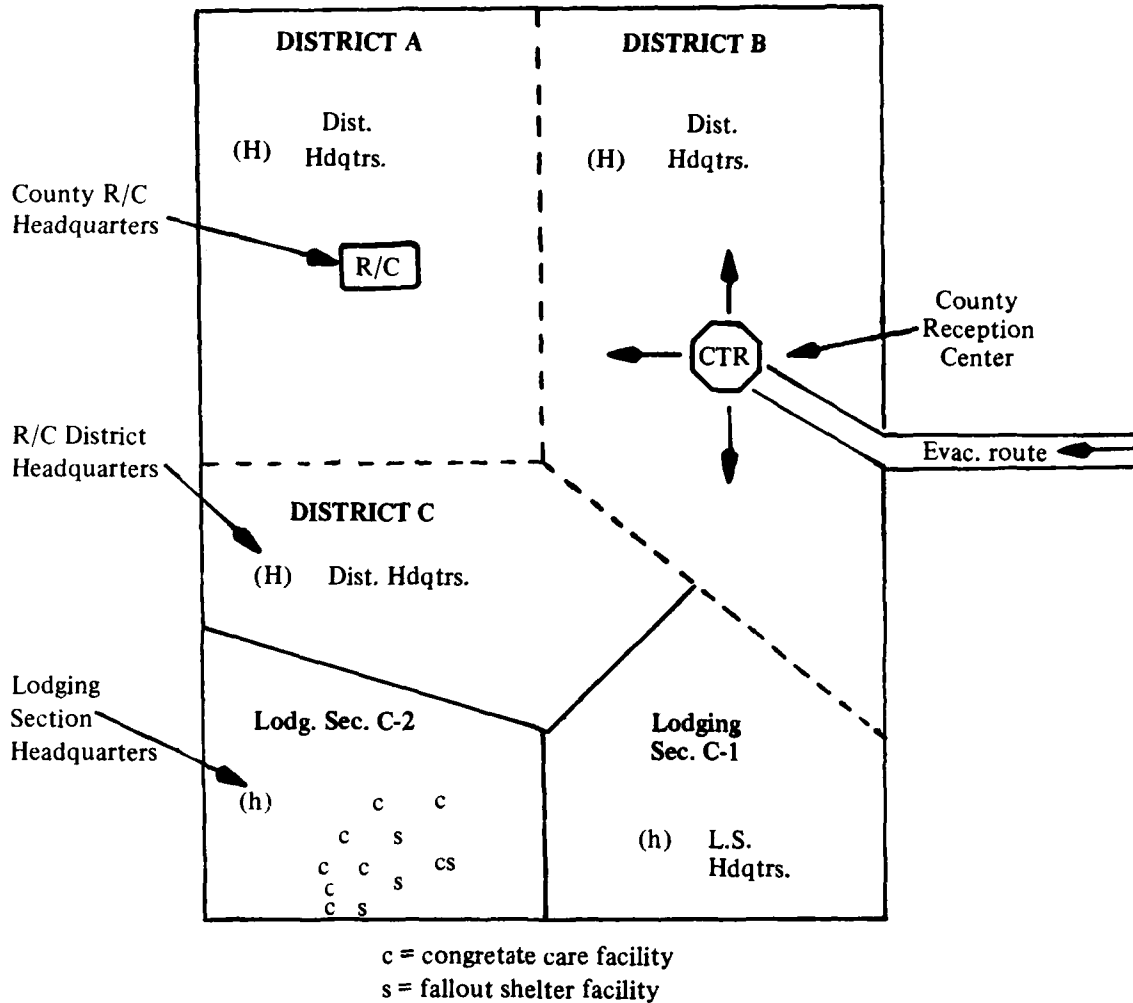 DISTRICT A
DISTRICT B
Dist.
(H) Hdqtrs.
Dist.
(H) Hdqtrs.
County R/C
Headquarters
R/C
County
Reception
Center
CTR
R/C District
Headquarters
Evac. route
DISTRICT C
(H) Dist. Hdqtrs.
Lodging
Section
Headquarters
Lodg. Sec. C-2
Lodging
Sec. C-1
(h)
c c
c s
c c cs
c s
c s
(h) L.S.
Hdqtrs.
c = congretate care facility
s = fallout shelter facility